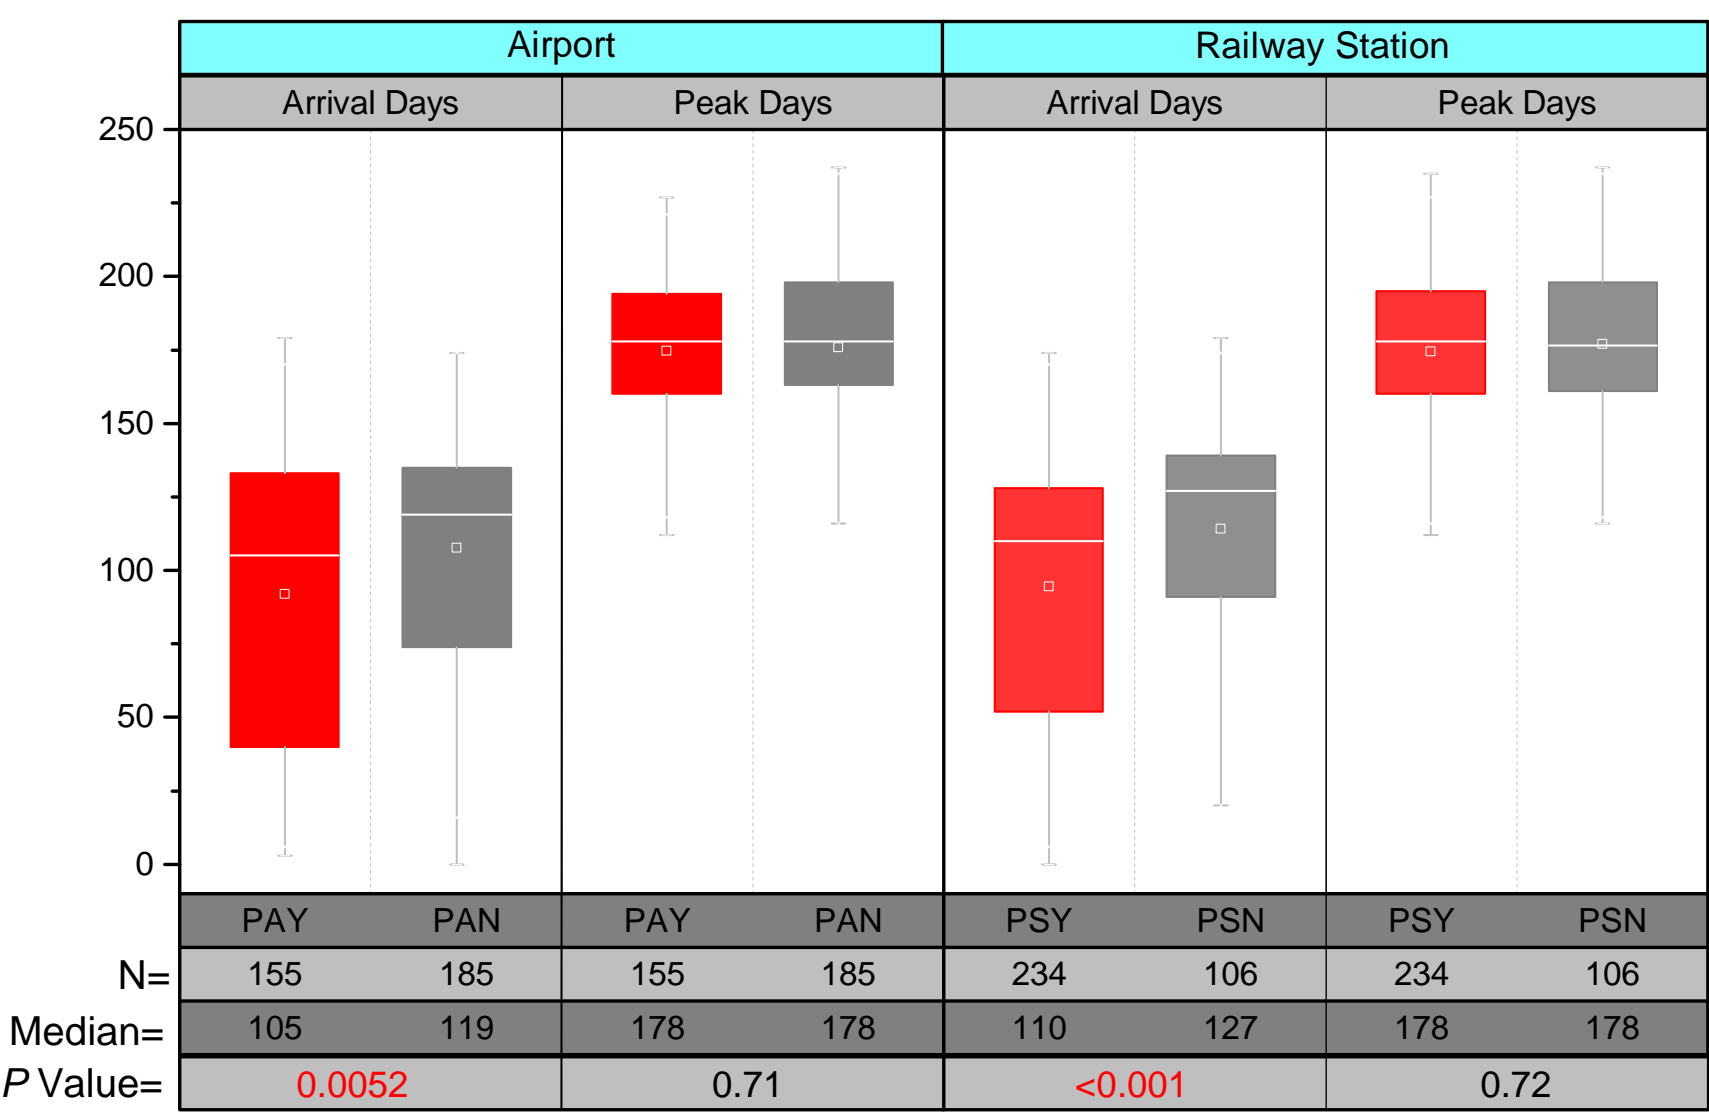 Airport Railway Station
Arrival Days Peak Days Arrival Days Peak Days
250
200
150
100
50
0
PAY PAN PAY PAN PSY PSN PSY PSN
N= 155 185 155 185 234 106 234 106
Median= 105 119 178 178 110 127 178 178
P Value= 0.0052 0.71 <0.001 0.72